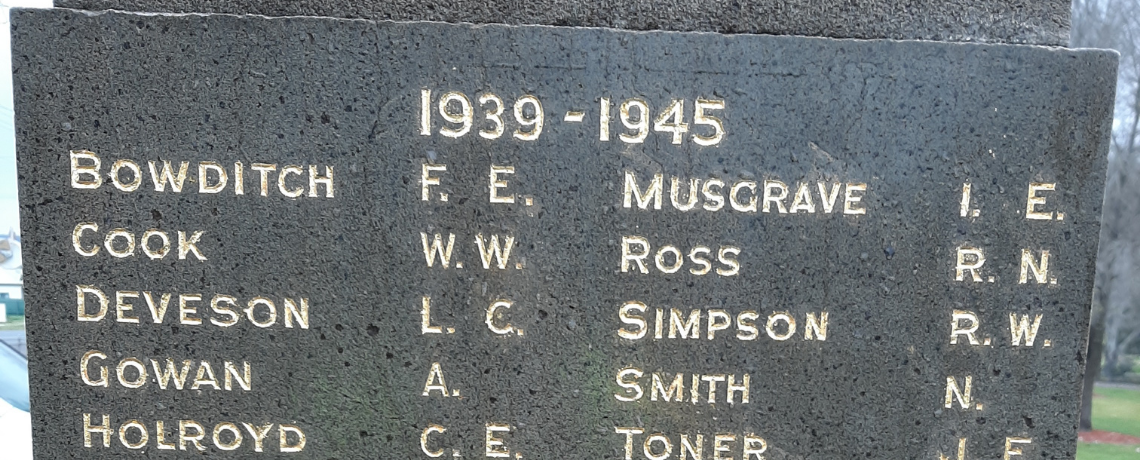 1939 - 1945
BOWDITCH F. E. MUSGRAVE I. E.
COOK W. W. ROSS R. N.
DEVESON L. C. SIMPSON R. W.
GOWAN A. SMITH N.
HOLROYD C. E. TONER